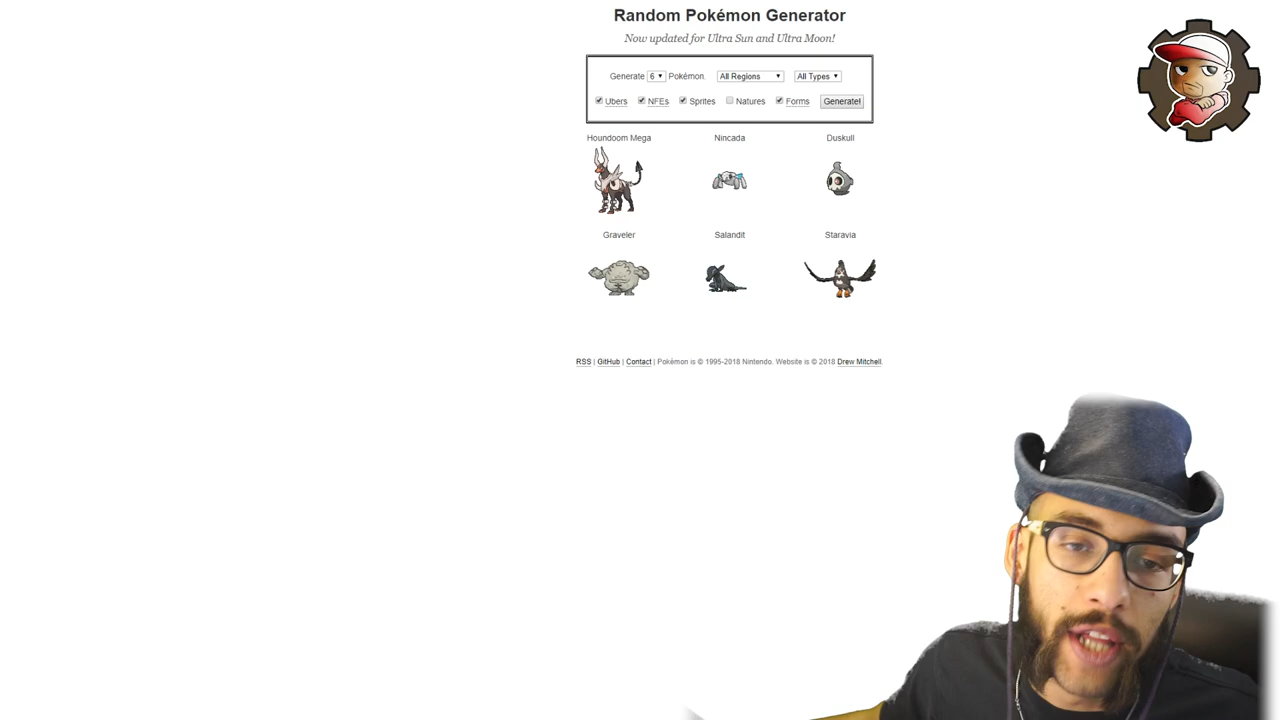 Random Pokémon Generator
Now updated for Ultra Sun and Ultra Moon!
Generate 6 Pokémon. All Regions All Types
Ubers NFEs Sprites Natures Forms Generate!
Houndoom Mega Nincada Duskull
Graveler Salandit Staravia
RSS | GitHub | Contact | Pokémon is © 1995-2018 Nintendo. Website is © 2018 Drew Mitchell.